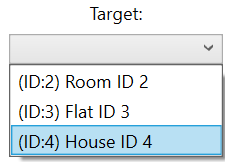 Target:
(ID:2) Room ID 2
(ID:3) Flat ID 3
(ID:4) House ID 4